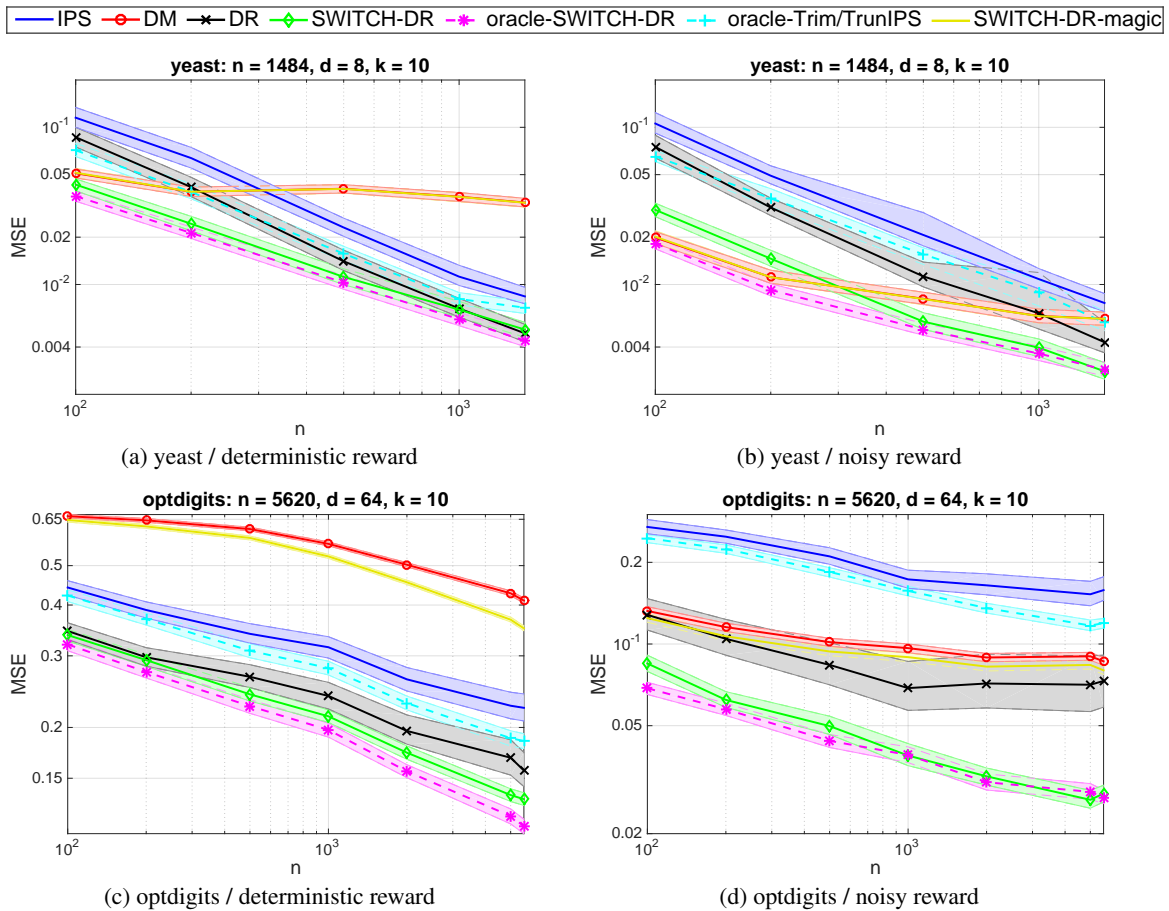 IPS DM DR SWITCH-DR oracle-SWITCH-DR oracle-Trim/TrunIPS SWITCH-DR-magic
yeast: n = 1484, d = 8, k = 10
MSE
10^-1
0.05
0.02
10^-2
0.004
10^2
10^3
n
(a) yeast / deterministic reward
yeast: n = 1484, d = 8, k = 10
MSE
10^-1
0.05
0.02
10^-2
0.004
10^2
10^3
n
(b) yeast / noisy reward
optdigits: n = 5620, d = 64, k = 10
MSE
0.65
0.5
0.4
0.3
0.2
0.15
10^2
10^3
n
(c) optdigits / deterministic reward
optdigits: n = 5620, d = 64, k = 10
MSE
0.2
10^-1
0.05
0.02
10^2
10^3
n
(d) optdigits / noisy reward